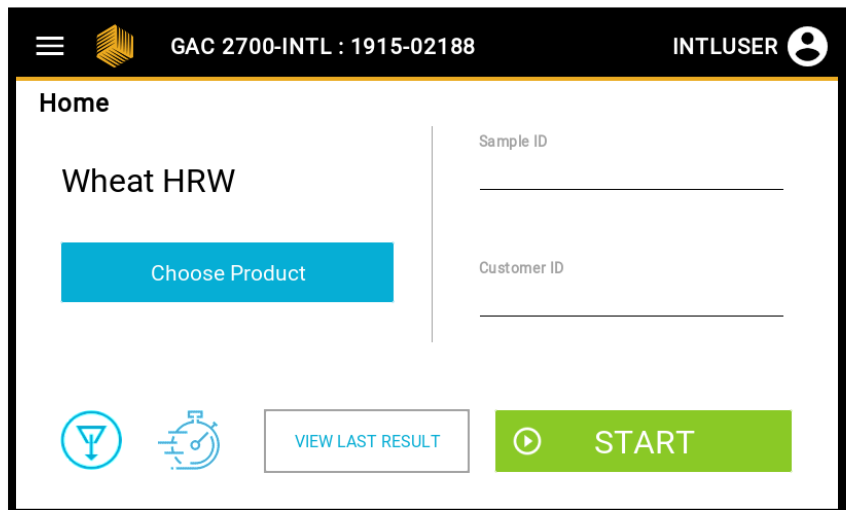 GAC 2700-INTL : 1915-02188
INTLUSER
Home
Wheat HRW
Choose Product
Sample ID
Customer ID
VIEW LAST RESULT
START